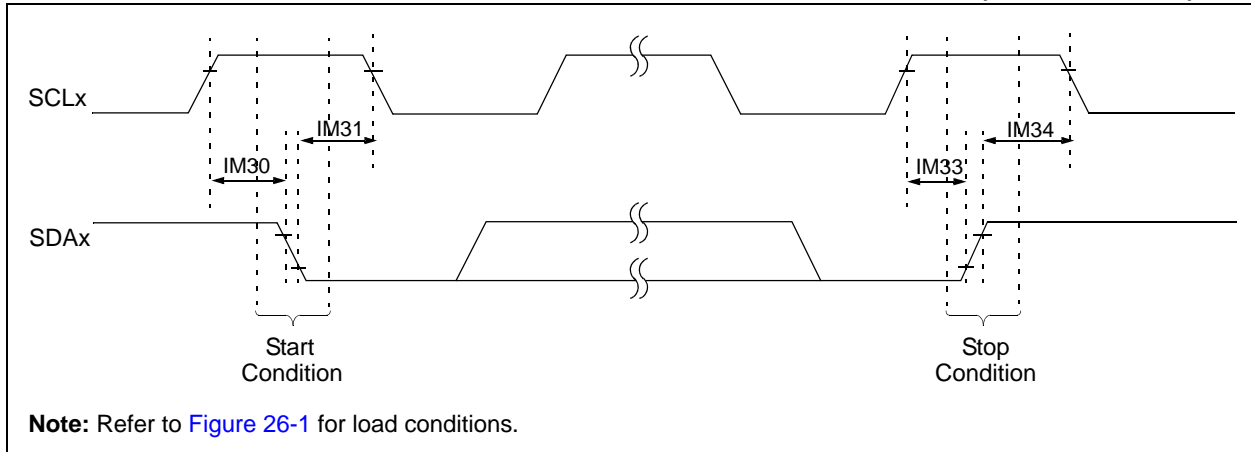 SCLx
IM31
IM34
IM30
IM33
SDAx
Start
Condition
Stop
Condition
Note: Refer to Figure 26-1 for load conditions.